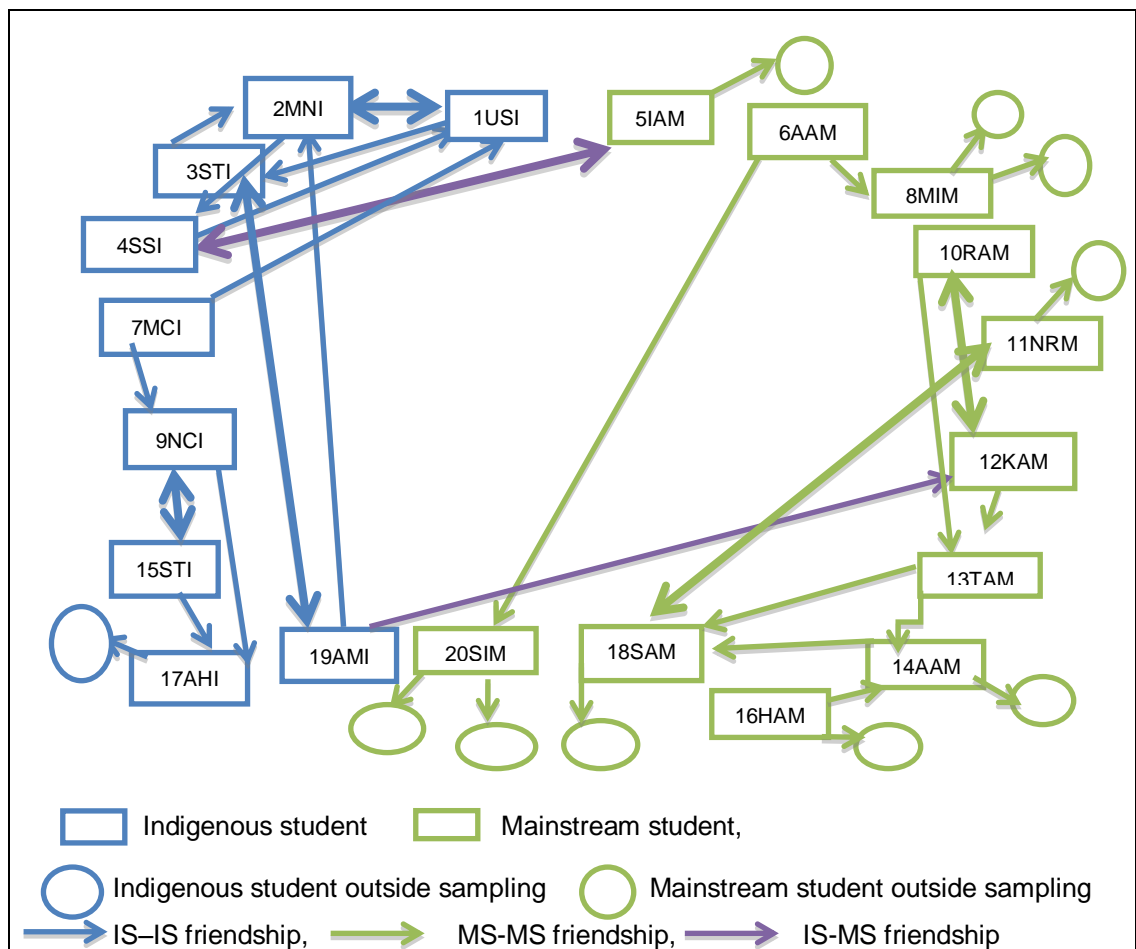 2MNI
1USI
5IAM
6AAM
3STI
8MIM
4SSI
10RAM
7MCI
11NRM
9NCI
12KAM
15STI
13TAM
19AMI
20SIM
18SAM
14AAM
17AHI
16HAM
Indigenous student
Mainstream student,
Indigenous student outside sampling
Mainstream student outside sampling
IS–IS friendship,
MS-MS friendship,
IS-MS friendship